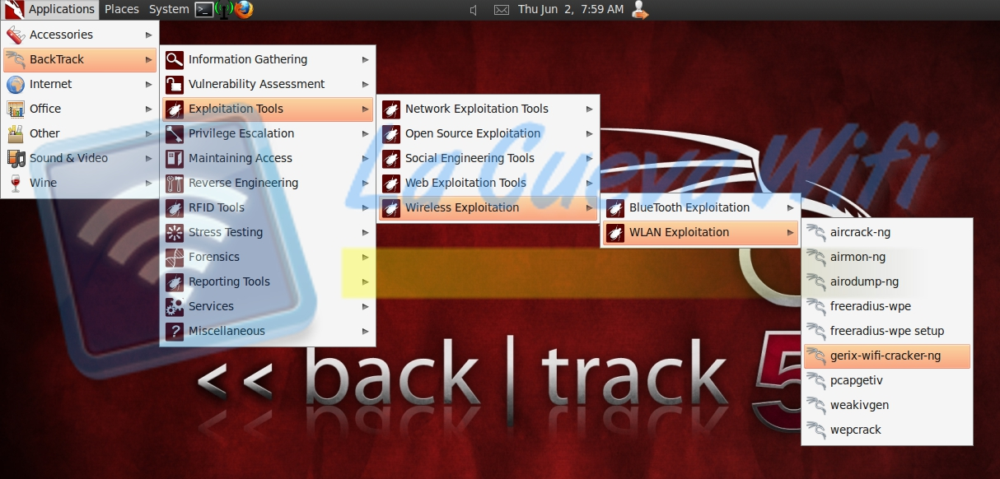 Applications Places System Thu Jun 2, 7:59 AM
Accessories
BackTrack
Internet
Office
Other
Sound & Video
Wine
Information Gathering
Vulnerability Assessment
Exploitation Tools
Privilege Escalation
Maintaining Access
Reverse Engineering
RFID Tools
Stress Testing
Forensics
Reporting Tools
Services
Miscellaneous
Network Exploitation Tools
Open Source Exploitation
Social Engineering Tools
Web Exploitation Tools
Wireless Exploitation
BlueTooth Exploitation
WLAN Exploitation
aircrack-ng
airmon-ng
airodump-ng
freeradius-wpe
freeradius-wpe setup
gerix-wifi-cracker-ng
pcapgetiv
weakivgen
wepcrack
La Cueva Wifi
<< back | track 5